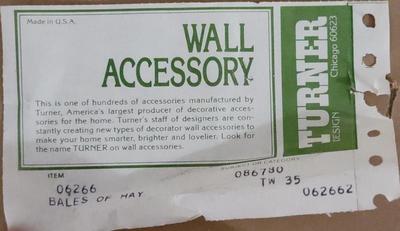 Made in U.S.A.
WALL
ACCESSORY
This is one of hundreds of accessories manufactured by
Turner, America's largest producer of decorative acces-
sories for the home. Turner's staff of designers are con-
stantly creating new types of decorator wall accessories to
make your home smarter, brighter and lovelier. Look for
the name TURNER on wall accessories.
TURNER
DESIGN Chicago 60623
ITEM
SUBJECT OR CATEGORY
06266
086780
BALES OF HAY
TW 35
062662